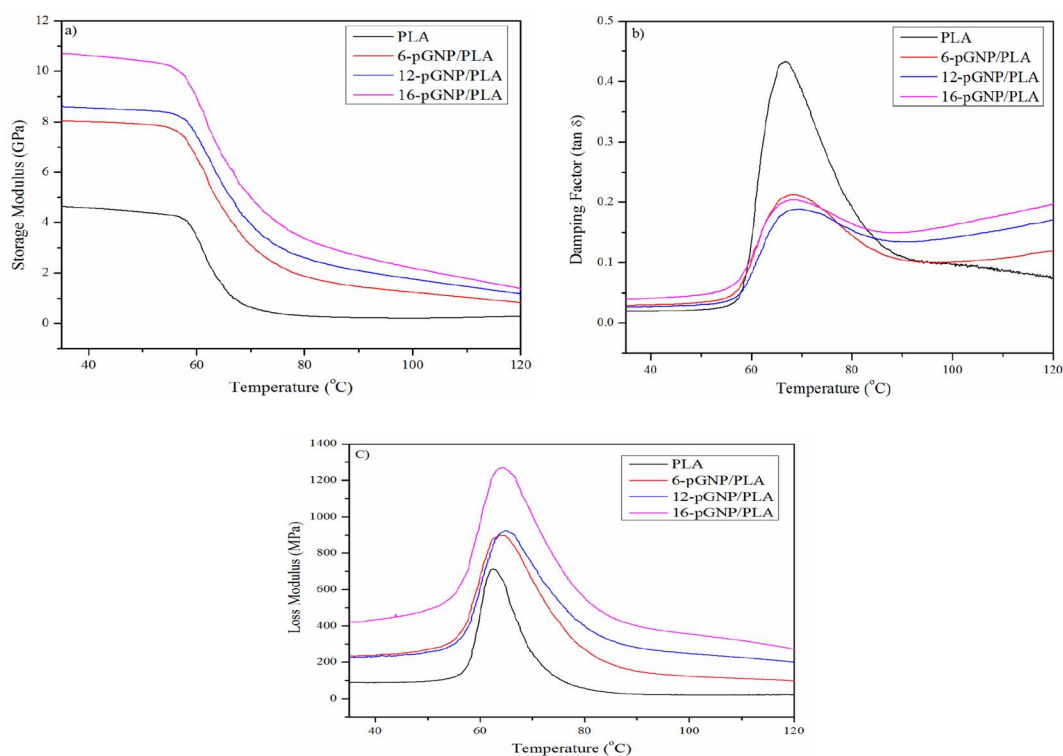 a)
PLA
6-pGNP/PLA
12-pGNP/PLA
16-pGNP/PLA
12
10
8
6
4
2
0
Storage Modulus (GPa)
40 60 80 100 120
Temperature (°C)
b)
PLA
6-pGNP/PLA
12-pGNP/PLA
16-pGNP/PLA
0.5
0.4
0.3
0.2
0.1
0.0
Damping Factor (tan δ)
40 50 60 70 80 90 100 110 120
Temperature (°C)
C)
PLA
6-pGNP/PLA
12-pGNP/PLA
16-pGNP/PLA
1400
1200
1000
800
600
400
200
0
Loss Modulus (MPa)
40 60 80 100 120
Temperature (°C)